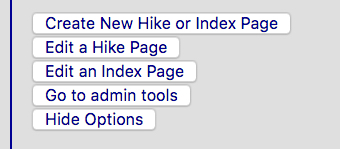 Create New Hike or Index Page
Edit a Hike Page
Edit an Index Page
Go to admin tools
Hide Options